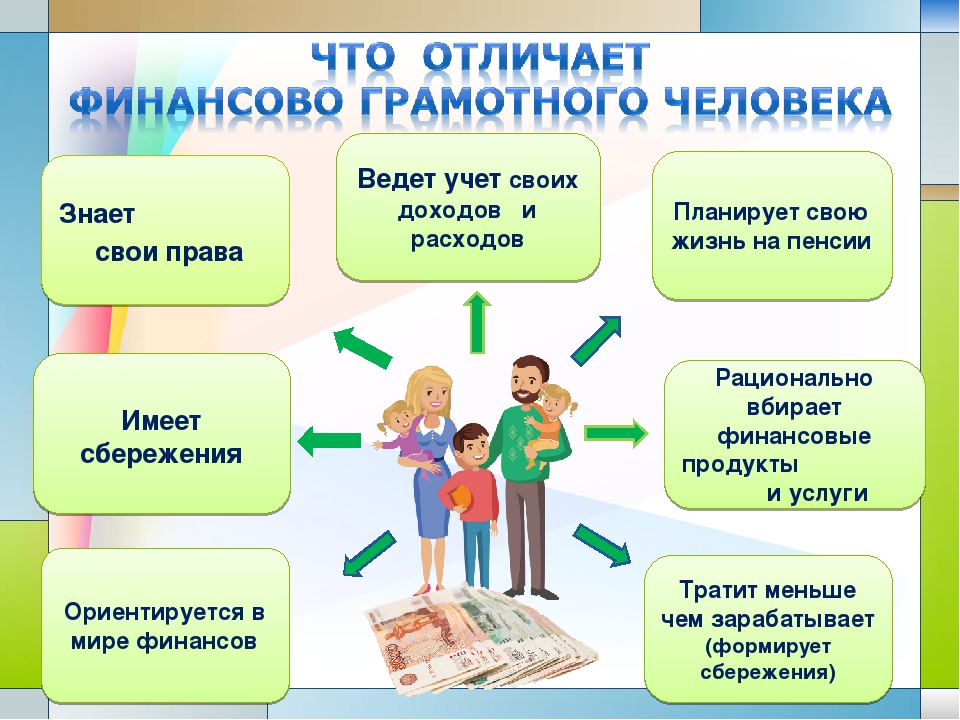 ЧТО ОТЛИЧАЕТ
ФИНАНСОВО ГРАМОТНОГО ЧЕЛОВЕКА
Знает
свои права
Ведет учет своих
доходов и
расходов
Планирует свою
жизнь на пенсии
Имеет
сбережения
Рационально
вбирает
финансовые
продукты
и услуги
Ориентируется в
мире финансов
Тратит меньше
чем зарабатывает
(формирует
сбережения)